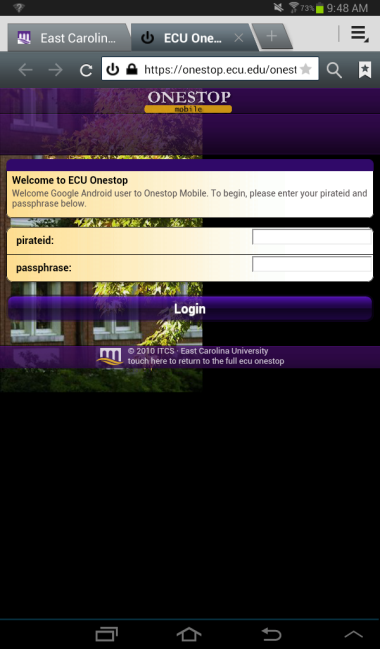 73% 9:48 AM
East Carolin...
ECU One...
https://onestop.ecu.edu/onest
ONESTOP
mobile
Welcome to ECU Onestop
Welcome Google Android user to Onestop Mobile. To begin, please enter your pirateid and
passphrase below.
pirateid:
passphrase:
Login
© 2010 ITCS - East Carolina University
touch here to return to the full ecu onestop